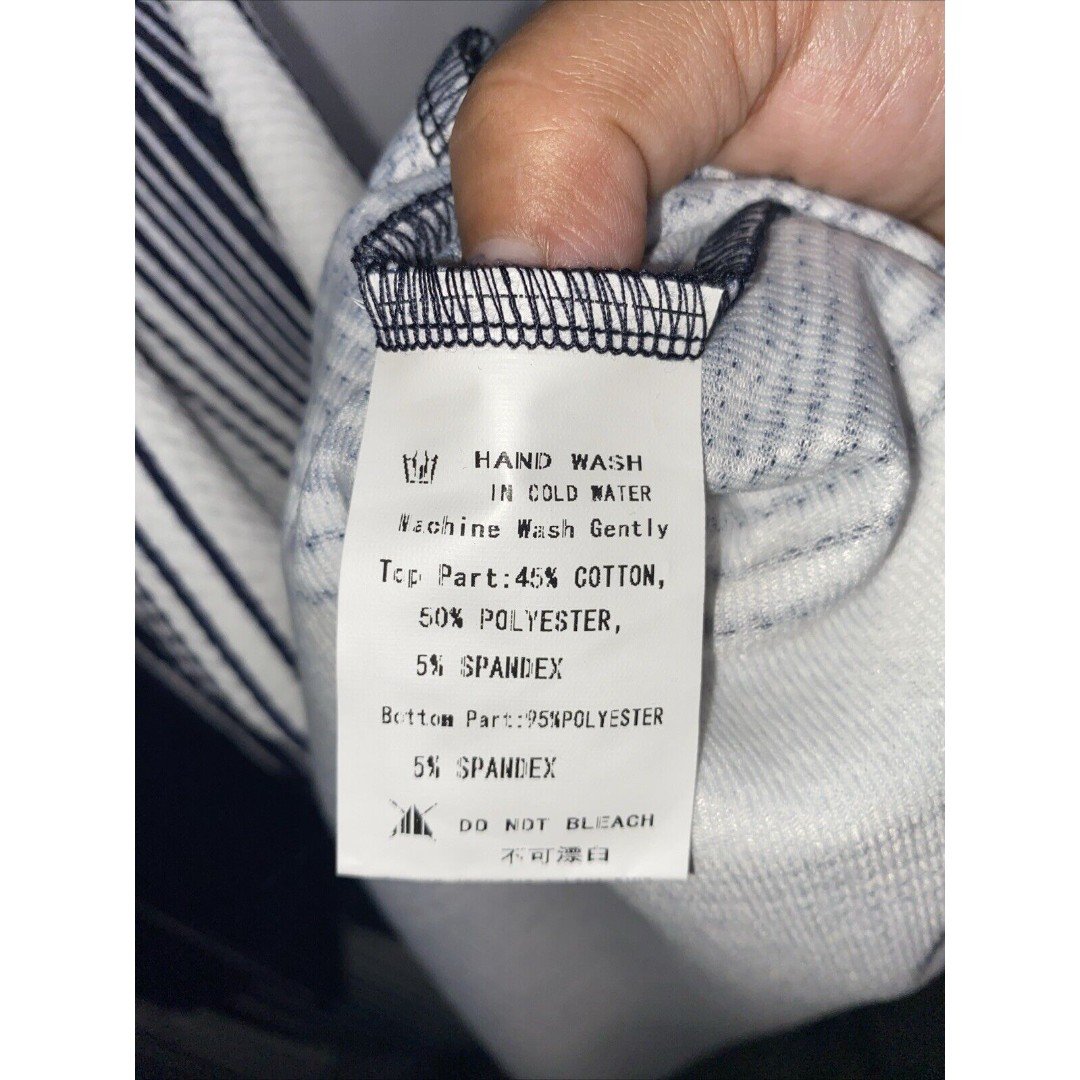 HAND WASH
IN COLD WATER
Machine Wash Gently
Top Part:45% COTTON,
50% POLYESTER,
5% SPANDEX
Bottom Part:95%POLYESTER
5% SPANDEX
DO NOT BLEACH
不可漂白